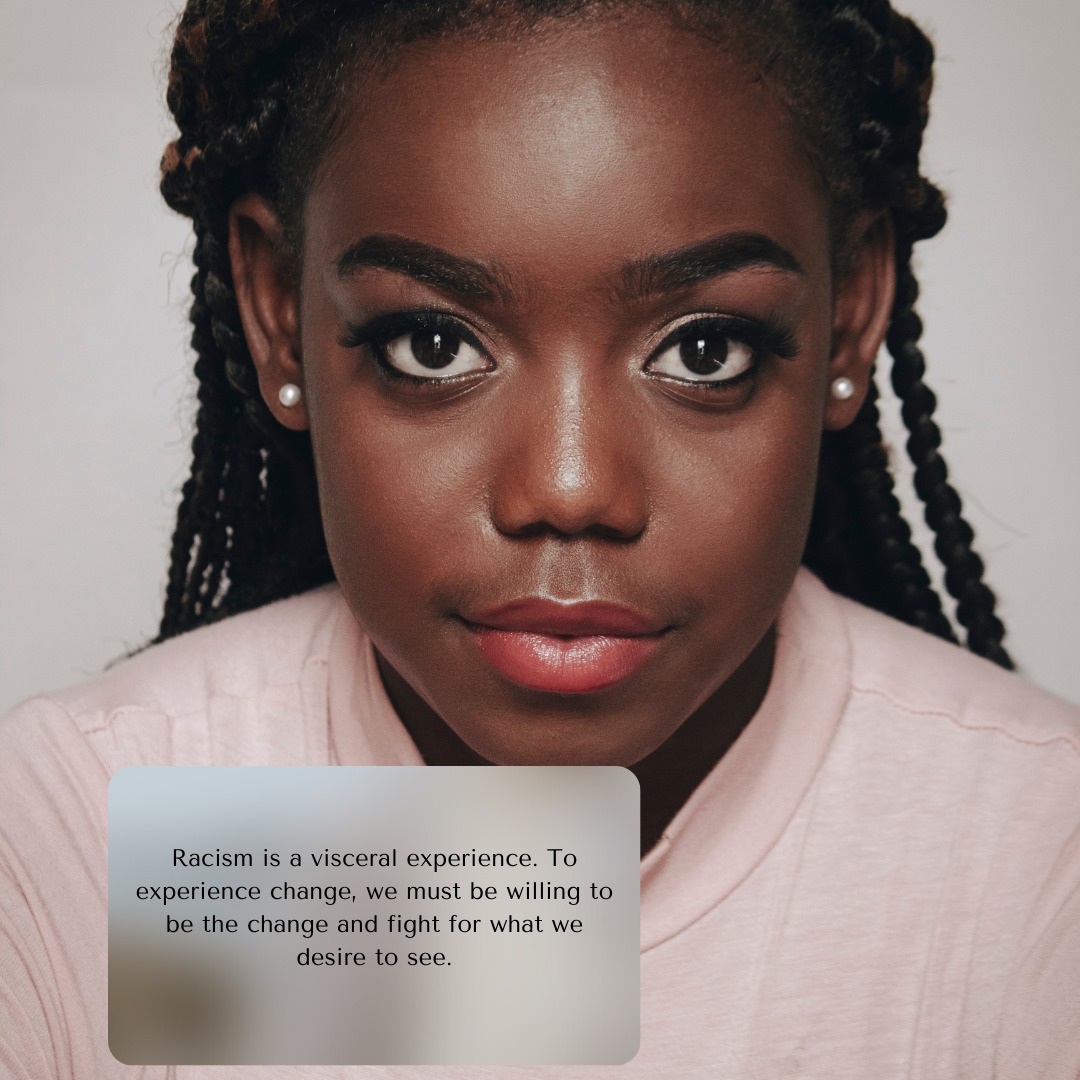 Racism is a visceral experience. To
experience change, we must be willing to
be the change and fight for what we
desire to see.